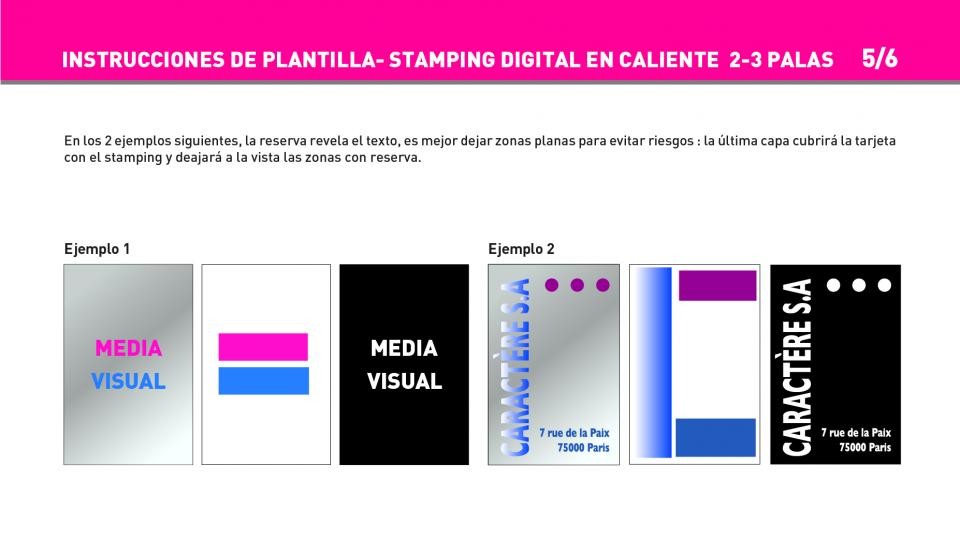 INSTRUCCIONES DE PLANTILLA- STAMPING DIGITAL EN CALIENTE 2-3 PALAS 5/6
En los 2 ejemplos siguientes, la reserva revela el texto, es mejor dejar zonas planas para evitar riesgos : la última capa cubrirá la tarjeta
con el stamping y deajará a la vista las zonas con reserva.
Ejemplo 1
MEDIA
VISUAL
MEDIA
VISUAL
Ejemplo 2
CARACTÈRE S.A
7 rue de la Paix
75000 Paris
CARACTÈRE S.A
7 rue de la Paix
75000 Paris